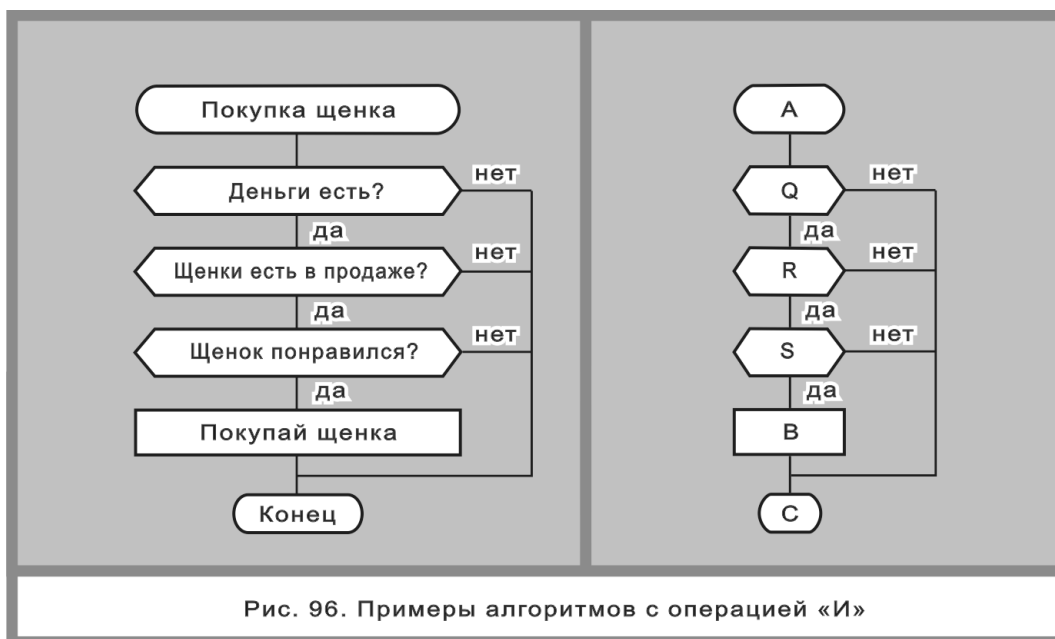 Покупка щенка
Деньги есть?
нет
да
Щенки есть в продаже?
нет
да
Щенок понравился?
нет
да
Покупай щенка
Конец
A
Q
нет
да
R
нет
да
S
нет
да
B
C
Рис. 96. Примеры алгоритмов с операцией «И»